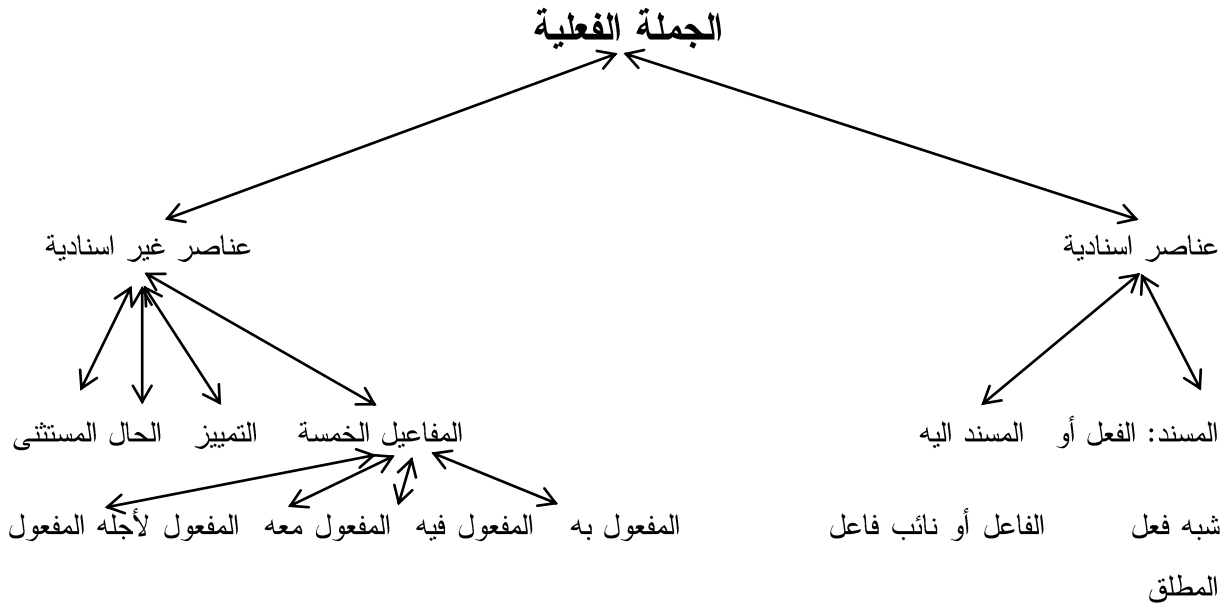 الجملة الفعلية
عناصر اسنادية عناصر غير اسنادية
المسند: الفعل أو المسند اليه المفاعيل الخمسة التمييز الحال المستثنى
شبه فعل الفاعل أو نائب فاعل المفعول به المفعول فيه المفعول معه المفعول لأجله المفعول
المطلق